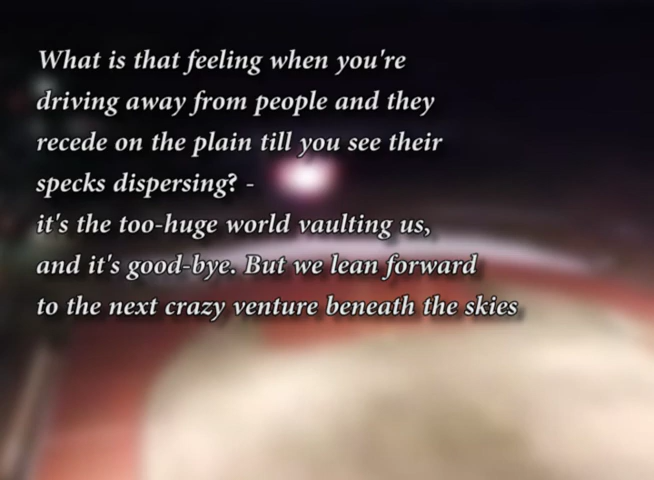 What is that feeling when you're
driving away from people and they
recede on the plain till you see their
specks dispersing? -
it's the too-huge world vaulting us,
and it's good-bye. But we lean forward
to the next crazy venture beneath the skies